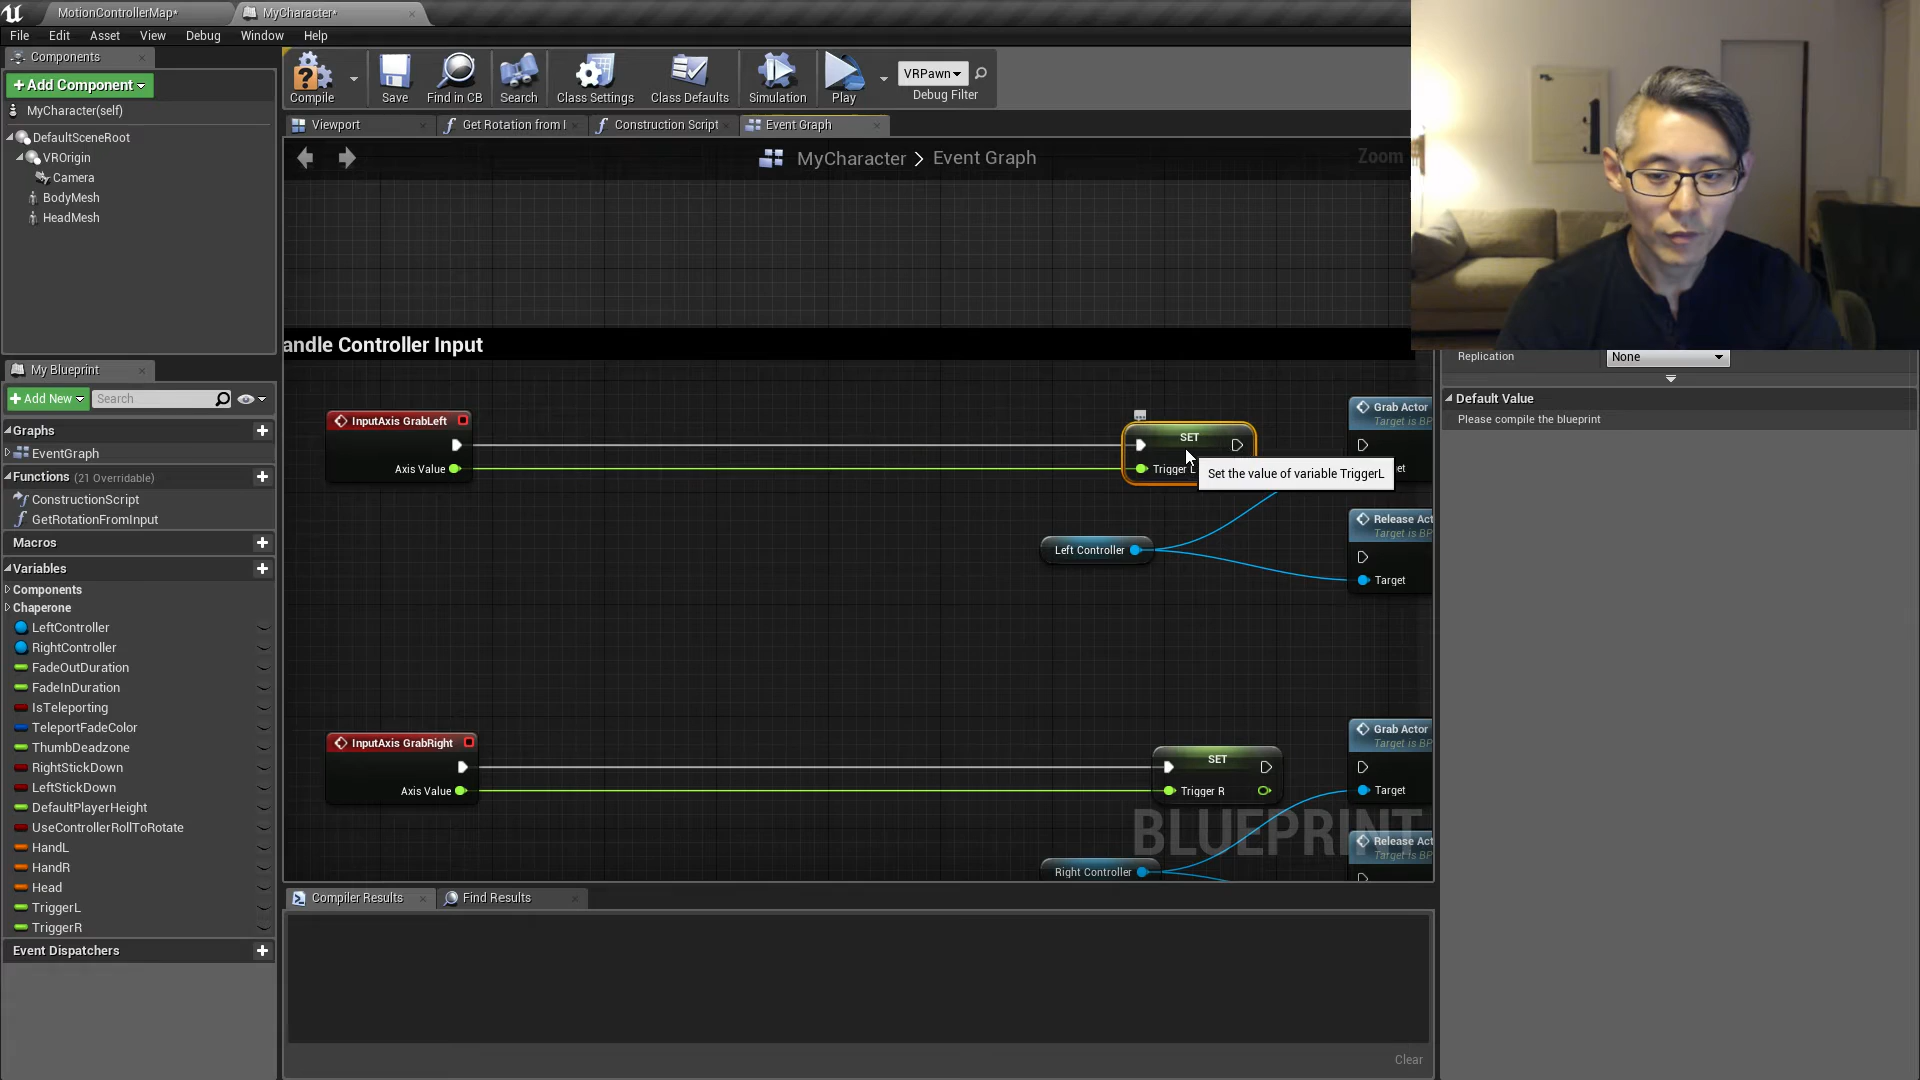 MotionControllerMap*
MyCharacter*
File Edit Asset View Debug Window Help
Components
+Add Component
MyCharacter(self)
DefaultSceneRoot
VROrigin
Camera
BodyMesh
HeadMesh
Compile
Save
Find in CB
Search
Class Settings
Class Defaults
Simulation
Play
VRPawn
Debug Filter
Viewport
Get Rotation from I
Construction Script
Event Graph
MyCharacter > Event Graph
Zoom
andle Controller Input
InputAxis GrabLeft
Axis Value
SET
Trigger L
Set the value of variable TriggerL
Grab Actor
Target is BP
et
Left Controller
Release Act
Target is BP
Target
InputAxis GrabRight
Axis Value
SET
Trigger R
Grab Actor
Target is BP
Target
Right Controller
Release Act
Target is BP
BLUEPRINT
My Blueprint
+Add New
Search
Graphs
EventGraph
Functions (21 Overridable)
ConstructionScript
GetRotationFromInput
Macros
Variables
Components
Chaperone
LeftController
RightController
FadeOutDuration
FadeInDuration
IsTeleporting
TeleportFadeColor
ThumbDeadzone
RightStickDown
LeftStickDown
DefaultPlayerHeight
UseControllerRollToRotate
HandL
HandR
Head
TriggerL
TriggerR
Event Dispatchers
Compiler Results
Find Results
Clear
Replication
None
Default Value
Please compile the blueprint